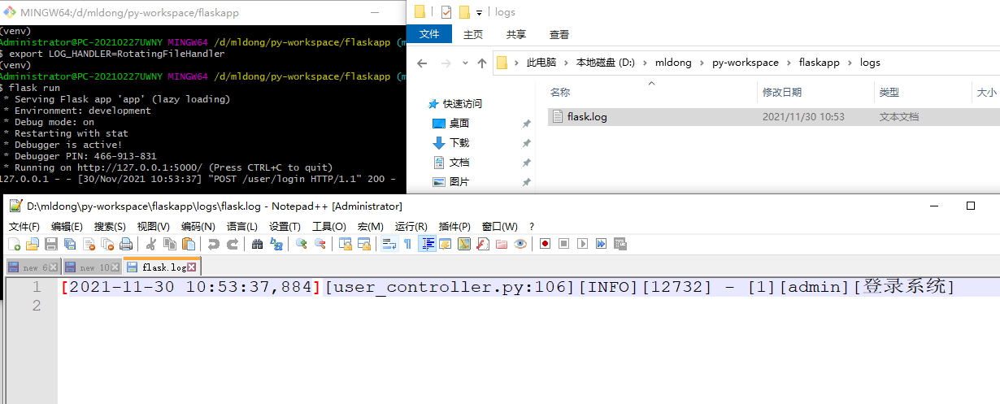 MINGW64:/d/mldong/py-workspace/flaskapp
(venv)
Administrator@PC-20210227UWNY MINGW64 /d/mldong/py-workspace/flaskapp (m
$ export LOG_HANDLER=RotatingFileHandler
(venv)
Administrator@PC-20210227UWNY MINGW64 /d/mldong/py-workspace/flaskapp (m
$ flask run
* Serving Flask app 'app' (lazy loading)
* Environment: development
* Debug mode: on
* Restarting with stat
* Debugger is active!
* Debugger PIN: 466-913-831
* Running on http://127.0.0.1:5000/ (Press CTRL+C to quit)
127.0.0.1 - - [30/Nov/2021 10:53:37] "POST /user/login HTTP/1.1" 200 -
logs
文件 主页 共享 查看
此电脑 > 本地磁盘 (D:) > mldong > py-workspace > flaskapp > logs
名称 修改日期 类型 大小
快速访问
桌面
下载
文档
图片
flask.log 2021/11/30 10:53 文本文档
D:\mldong\py-workspace\flaskapp\logs\flask.log - Notepad++ [Administrator]
文件(F) 编辑(E) 搜索(S) 视图(V) 编码(N) 语言(L) 设置(T) 工具(O) 宏(M) 运行(R) 插件(P) 窗口(W) ?
new 6 new 10 flask.log
1 [2021-11-30 10:53:37,884][user_controller.py:106][INFO][12732] - [1][admin][登录系统]
2